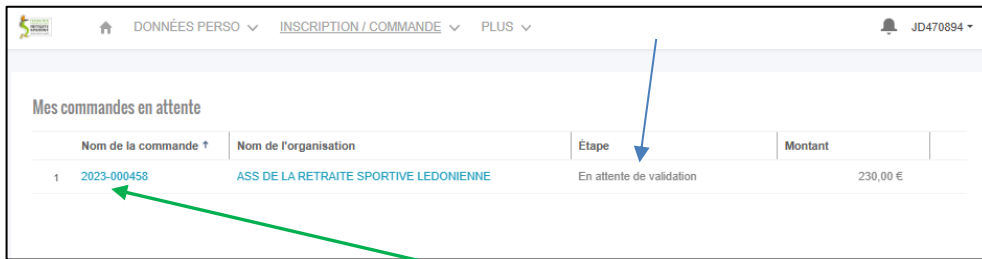 DONNÉES PERSO INSCRIPTION / COMMANDE PLUS JD470894
Mes commandes en attente
Nom de la commande ↑ Nom de l'organisation Étape Montant
1 2023-000458 ASS DE LA RETRAITE SPORTIVE LEDONIENNE En attente de validation 230,00 €